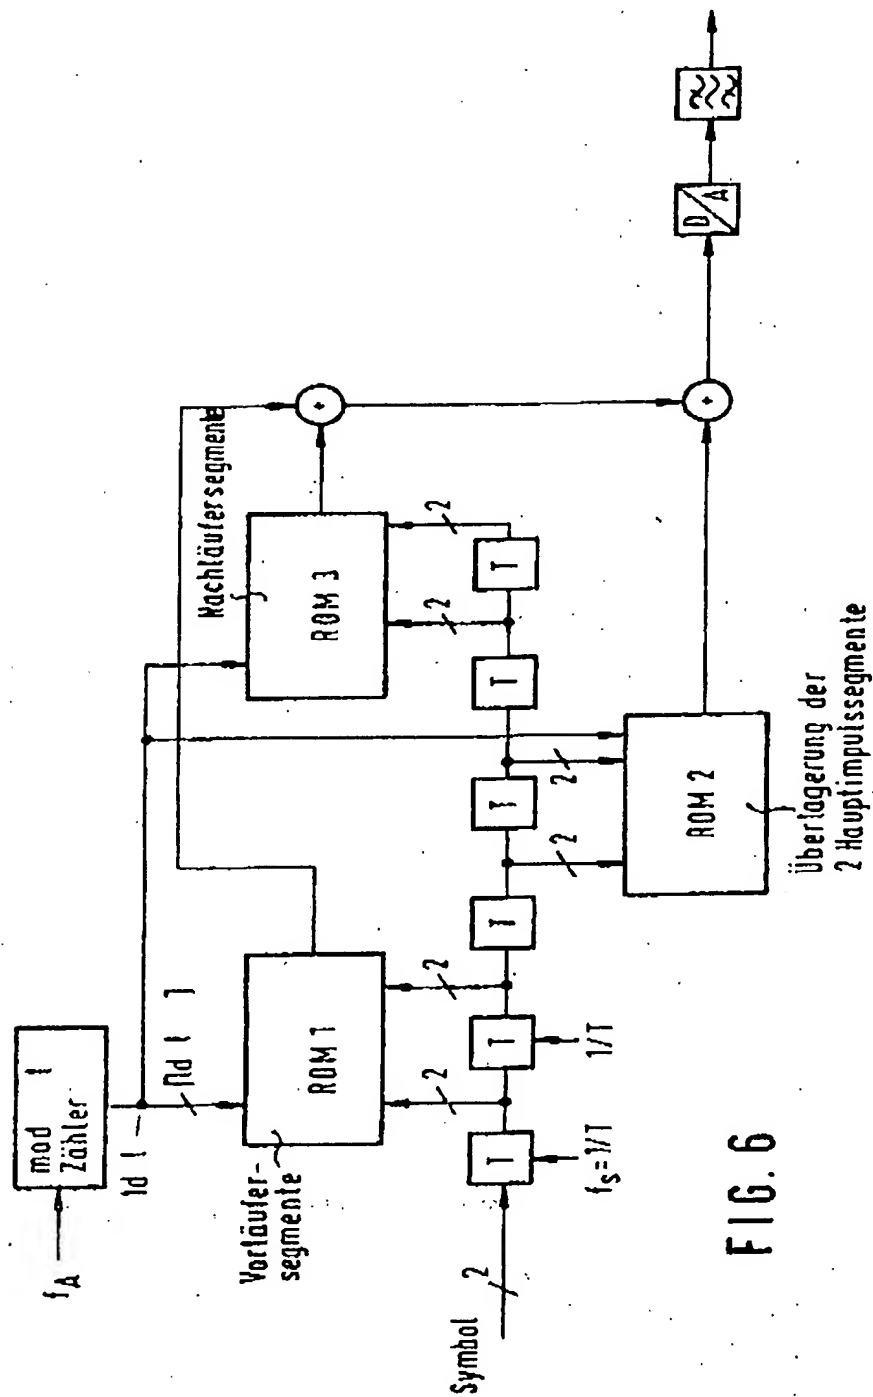 f_A
mod l
Zähler
ld l
⌈ld l⌉
Vorläufer-
segmente
ROM 1
Nachläufersegmente
ROM 3
2
2
2
2
Symbol
2
T
T
T
T
T
T
f_S=1/T
1/T
2
2
ROM 2
Überlagerung der
2 Hauptimpulssegmente
+
+
D/A
FIG. 6